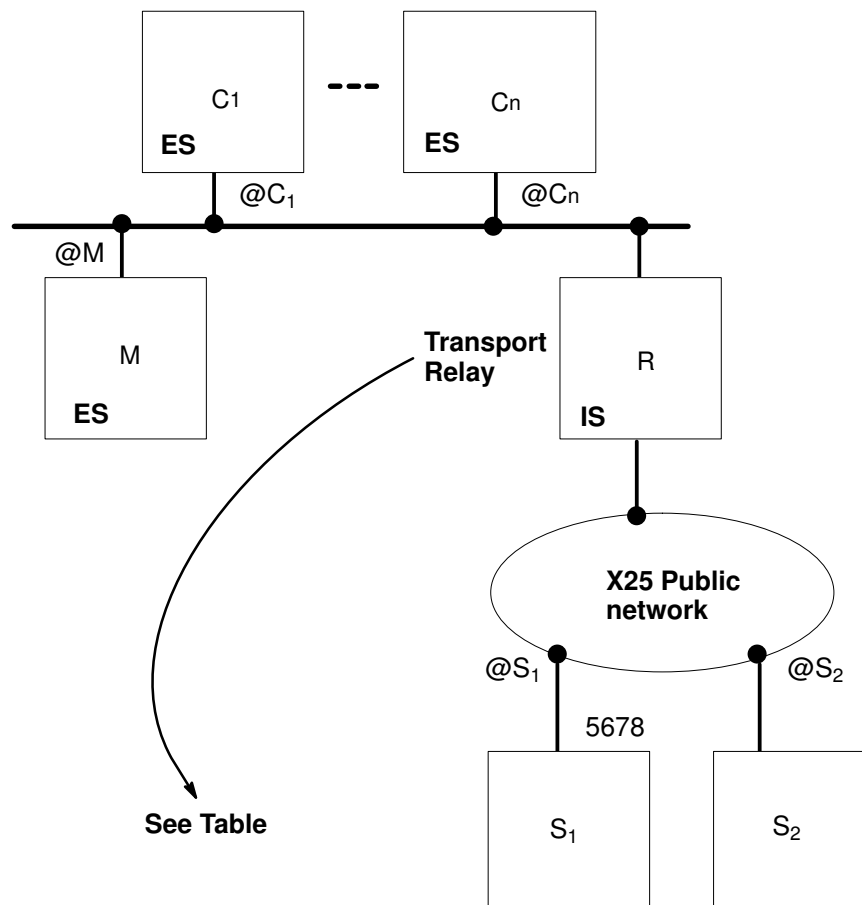 C1
Cn
ES
ES
@C1
@Cn
@M
M
ES
Transport
Relay
R
IS
X25 Public
network
@S1
@S2
5678
See Table
S1
S2